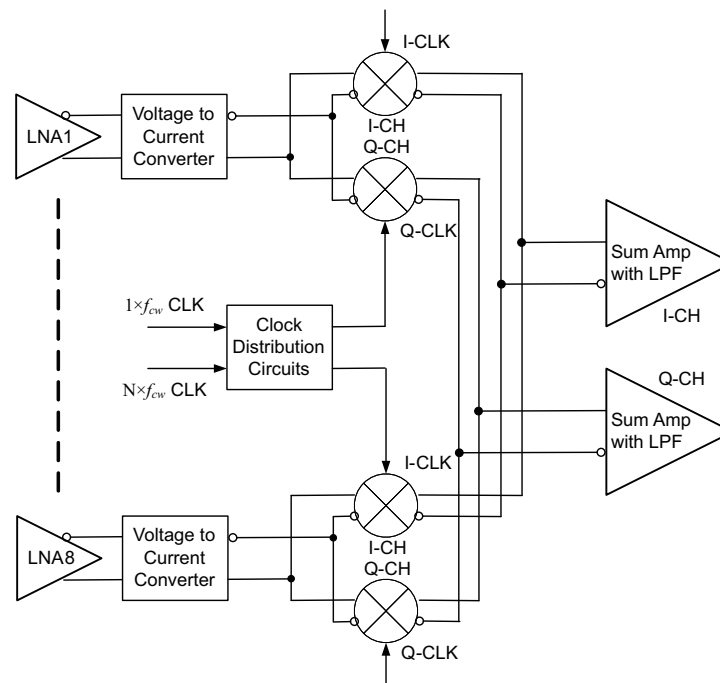 I-CLK
LNA1
Voltage to
Current
Converter
I-CH
Q-CH
Q-CLK
Sum Amp
with LPF
I-CH
1×fcw CLK
Clock
Distribution
Circuits
N×fcw CLK
Q-CH
Sum Amp
with LPF
I-CLK
LNA8
Voltage to
Current
Converter
I-CH
Q-CH
Q-CLK